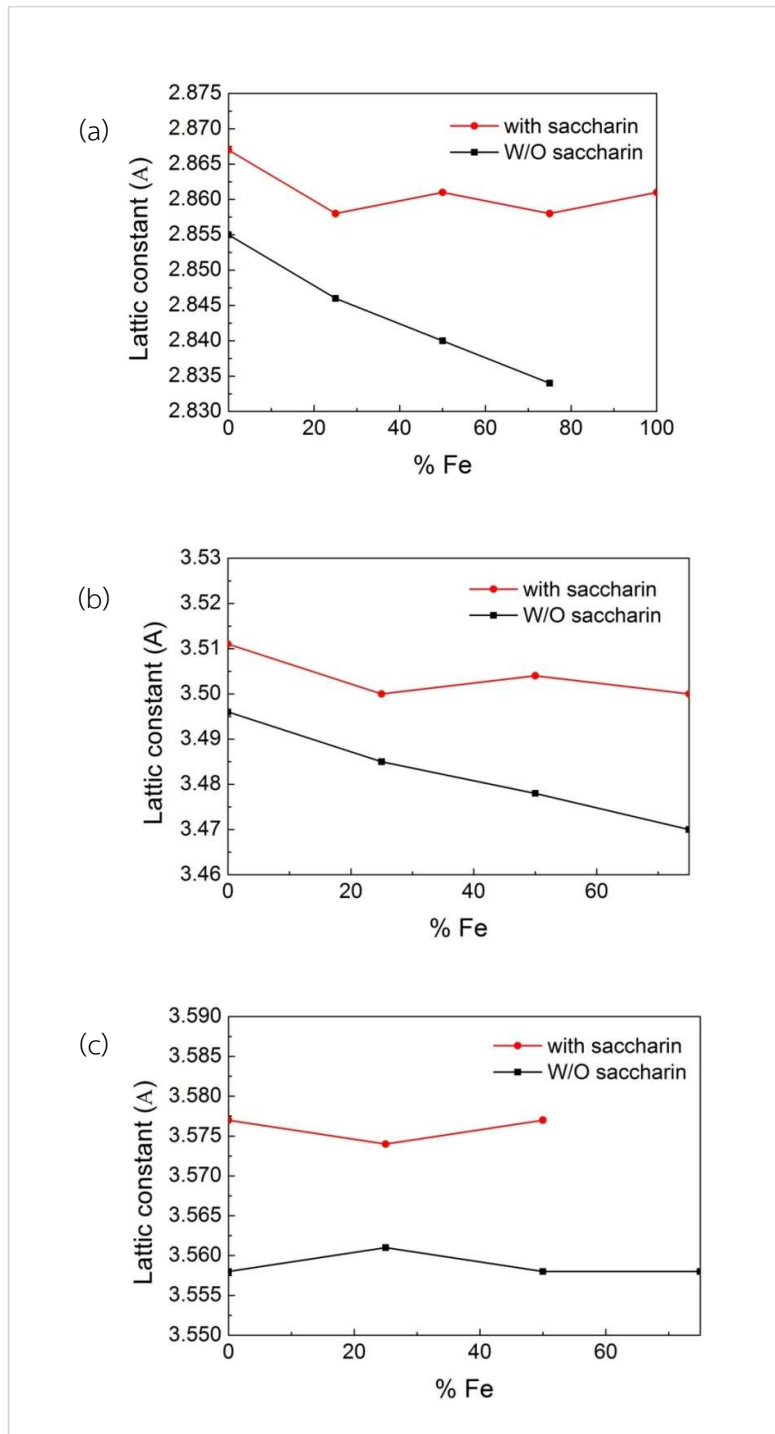 (a)
2.875
2.870
2.865
2.860
2.855
2.850
2.845
2.840
2.835
2.830
Lattic constant (A)
with saccharin
W/O saccharin
0 20 40 60 80 100
% Fe
(b)
3.53
3.52
3.51
3.50
3.49
3.48
3.47
3.46
Lattic constant (A)
with saccharin
W/O saccharin
0 20 40 60
% Fe
(c)
3.590
3.585
3.580
3.575
3.570
3.565
3.560
3.555
3.550
Lattic constant (A)
with saccharin
W/O saccharin
0 20 40 60
% Fe